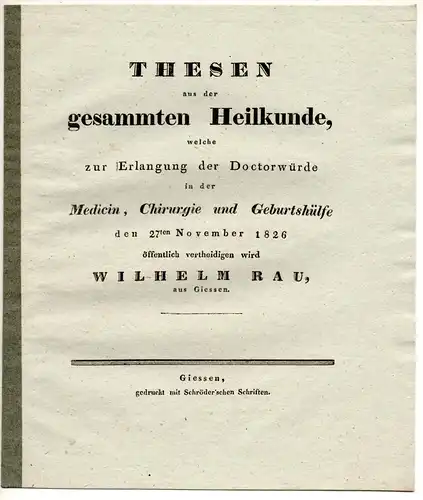 THESEN
aus der
gesammten Heilkunde,
welche
zur Erlangung der Doctorwürde
in der
Medicin, Chirurgie und Geburtshülfe
den 27ten November 1826
öffentlich vertheidigen wird
WILHELM RAU,
aus Giessen.
Giessen,
gedruckt mit Schröder'schen Schriften.